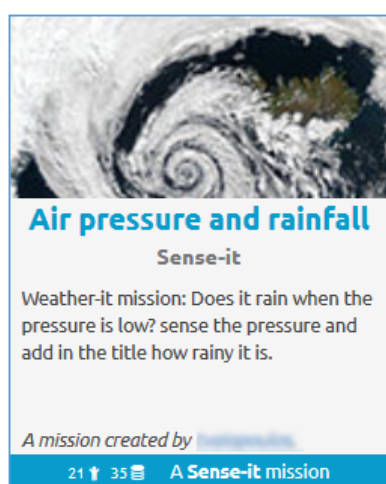 Air pressure and rainfall
Sense-it
Weather-it mission: Does it rain when the
pressure is low? sense the pressure and
add in the title how rainy it is.
A mission created by
21 35 A Sense-it mission